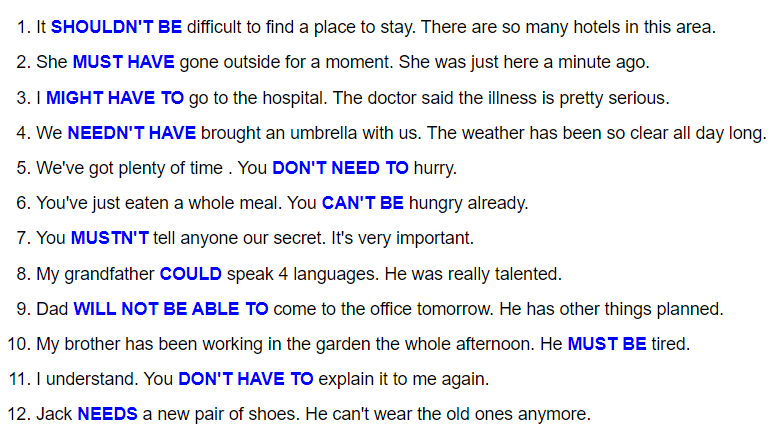 1. It SHOULDN'T BE difficult to find a place to stay. There are so many hotels in this area.
2. She MUST HAVE gone outside for a moment. She was just here a minute ago.
3. I MIGHT HAVE TO go to the hospital. The doctor said the illness is pretty serious.
4. We NEEDN'T HAVE brought an umbrella with us. The weather has been so clear all day long.
5. We've got plenty of time . You DON'T NEED TO hurry.
6. You've just eaten a whole meal. You CAN'T BE hungry already.
7. You MUSTN'T tell anyone our secret. It's very important.
8. My grandfather COULD speak 4 languages. He was really talented.
9. Dad WILL NOT BE ABLE TO come to the office tomorrow. He has other things planned.
10. My brother has been working in the garden the whole afternoon. He MUST BE tired.
11. I understand. You DON'T HAVE TO explain it to me again.
12. Jack NEEDS a new pair of shoes. He can't wear the old ones anymore.